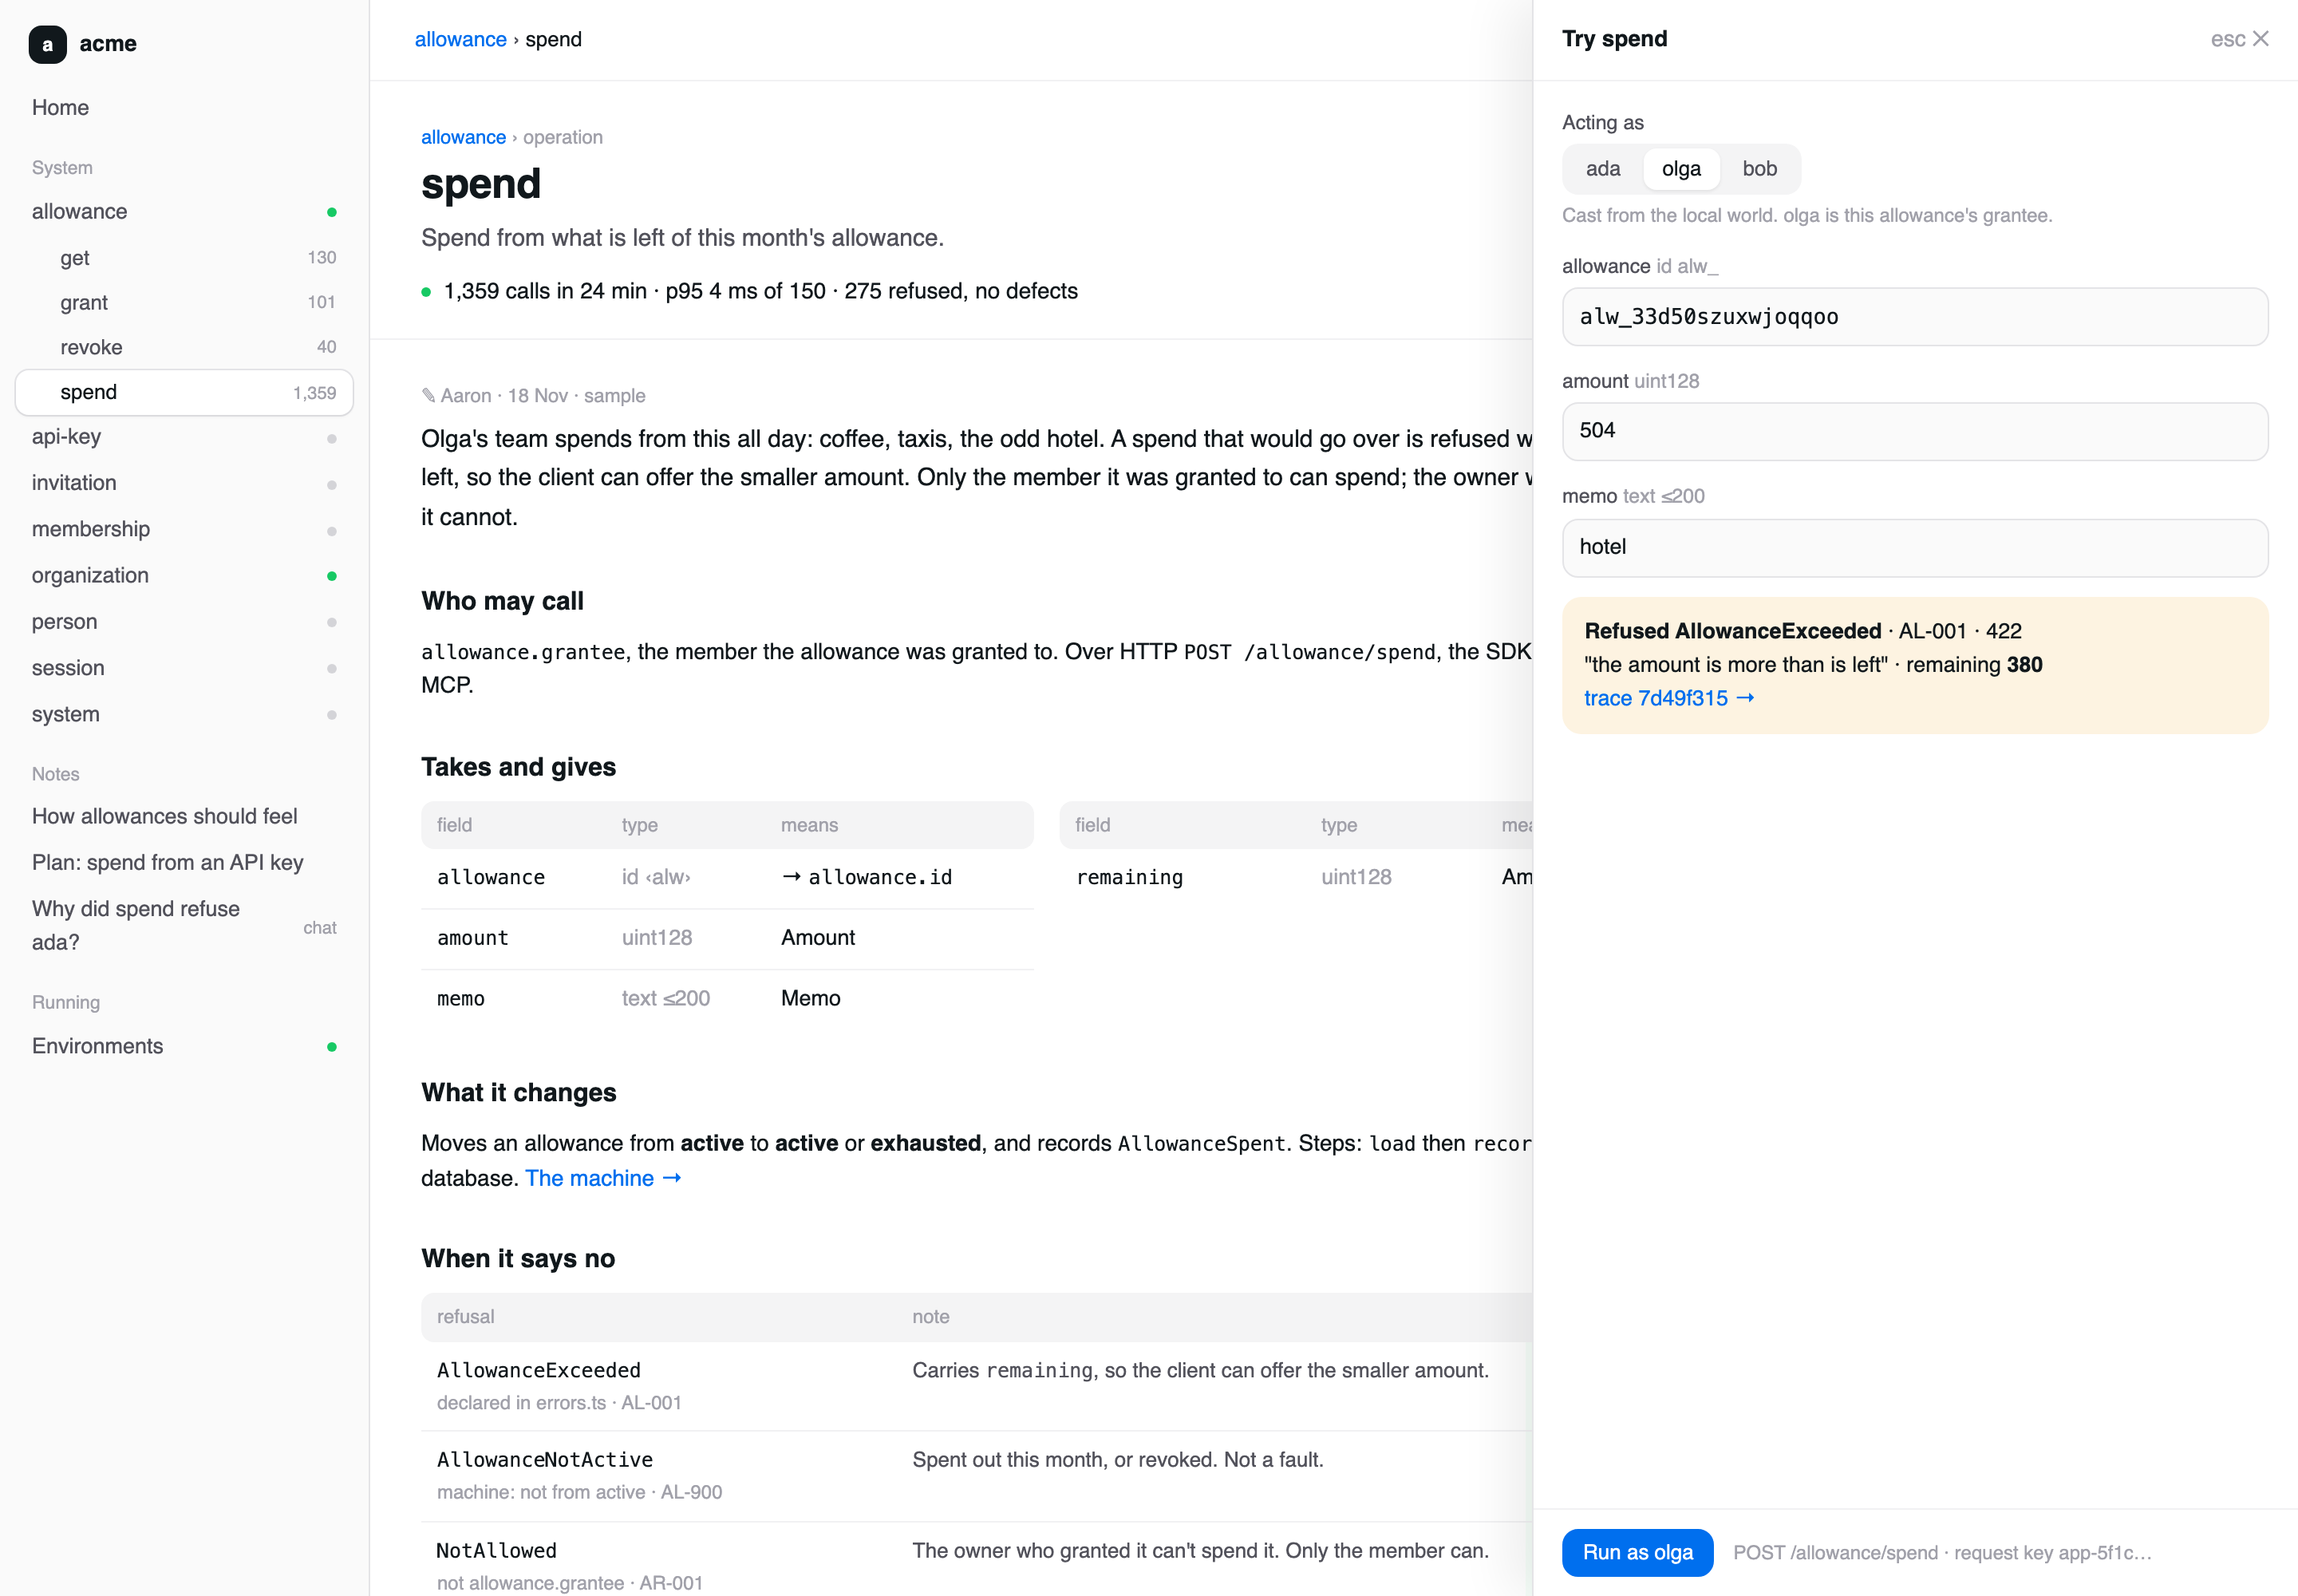 a acme
Home
System
allowance
get 130
grant 101
revoke 40
spend 1,359
api-key
invitation
membership
organization
person
session
system
Notes
How allowances should feel
Plan: spend from an API key
Why did spend refuse
ada? chat
Running
Environments
allowance › spend
allowance › operation
spend
Spend from what is left of this month's allowance.
1,359 calls in 24 min · p95 4 ms of 150 · 275 refused, no defects
✎ Aaron · 18 Nov · sample
Olga's team spends from this all day: coffee, taxis, the odd hotel. A spend that would go over is refused
left, so the client can offer the smaller amount. Only the member it was granted to can spend; the owner
it cannot.
Who may call
allowance.grantee, the member the allowance was granted to. Over HTTP POST /allowance/spend, the SDK
MCP.
Takes and gives
field type means
allowance id ‹alw› → allowance.id
amount uint128 Amount
memo text ≤200 Memo
field type
remaining uint128
What it changes
Moves an allowance from active to active or exhausted, and records AllowanceSpent. Steps: load then recor
database. The machine →
When it says no
refusal note
AllowanceExceeded Carries remaining, so the client can offer the smaller amount.
declared in errors.ts · AL-001
AllowanceNotActive Spent out this month, or revoked. Not a fault.
machine: not from active · AL-900
NotAllowed The owner who granted it can't spend it. Only the member can.
not allowance.grantee · AR-001
Try spend esc ×
Acting as
ada olga bob
Cast from the local world. olga is this allowance's grantee.
allowance id alw_
alw_33d50szuxwjoqqoo
amount uint128
504
memo text ≤200
hotel
Refused AllowanceExceeded · AL-001 · 422
"the amount is more than is left" · remaining 380
trace 7d49f315 →
Run as olga POST /allowance/spend · request key app-5f1c…